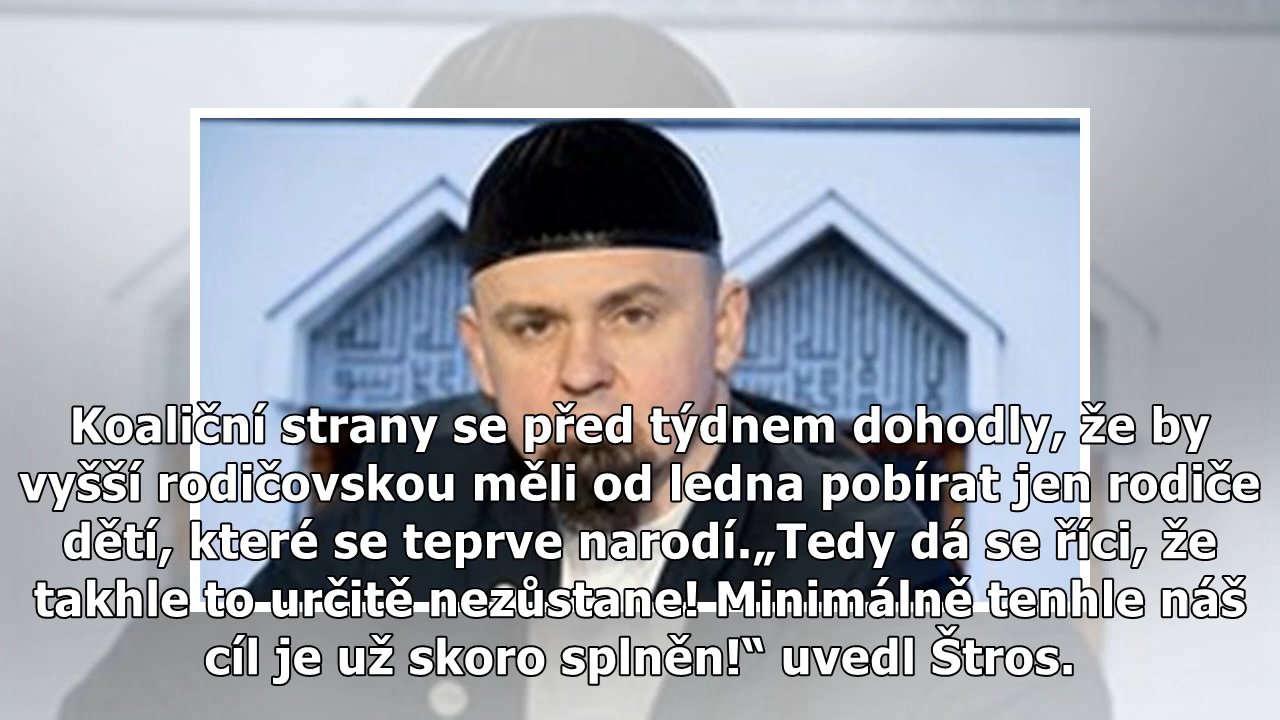 Koaliční strany se před týdnem dohodly, že by
vyšší rodičovskou měli od ledna pobírat jen rodiče
dětí, které se teprve narodí.„Tedy dá se říci, že
takhle to určitě nezůstane! Minimálně tenhle náš
cíl je už skoro splněn!“ uvedl Štros.